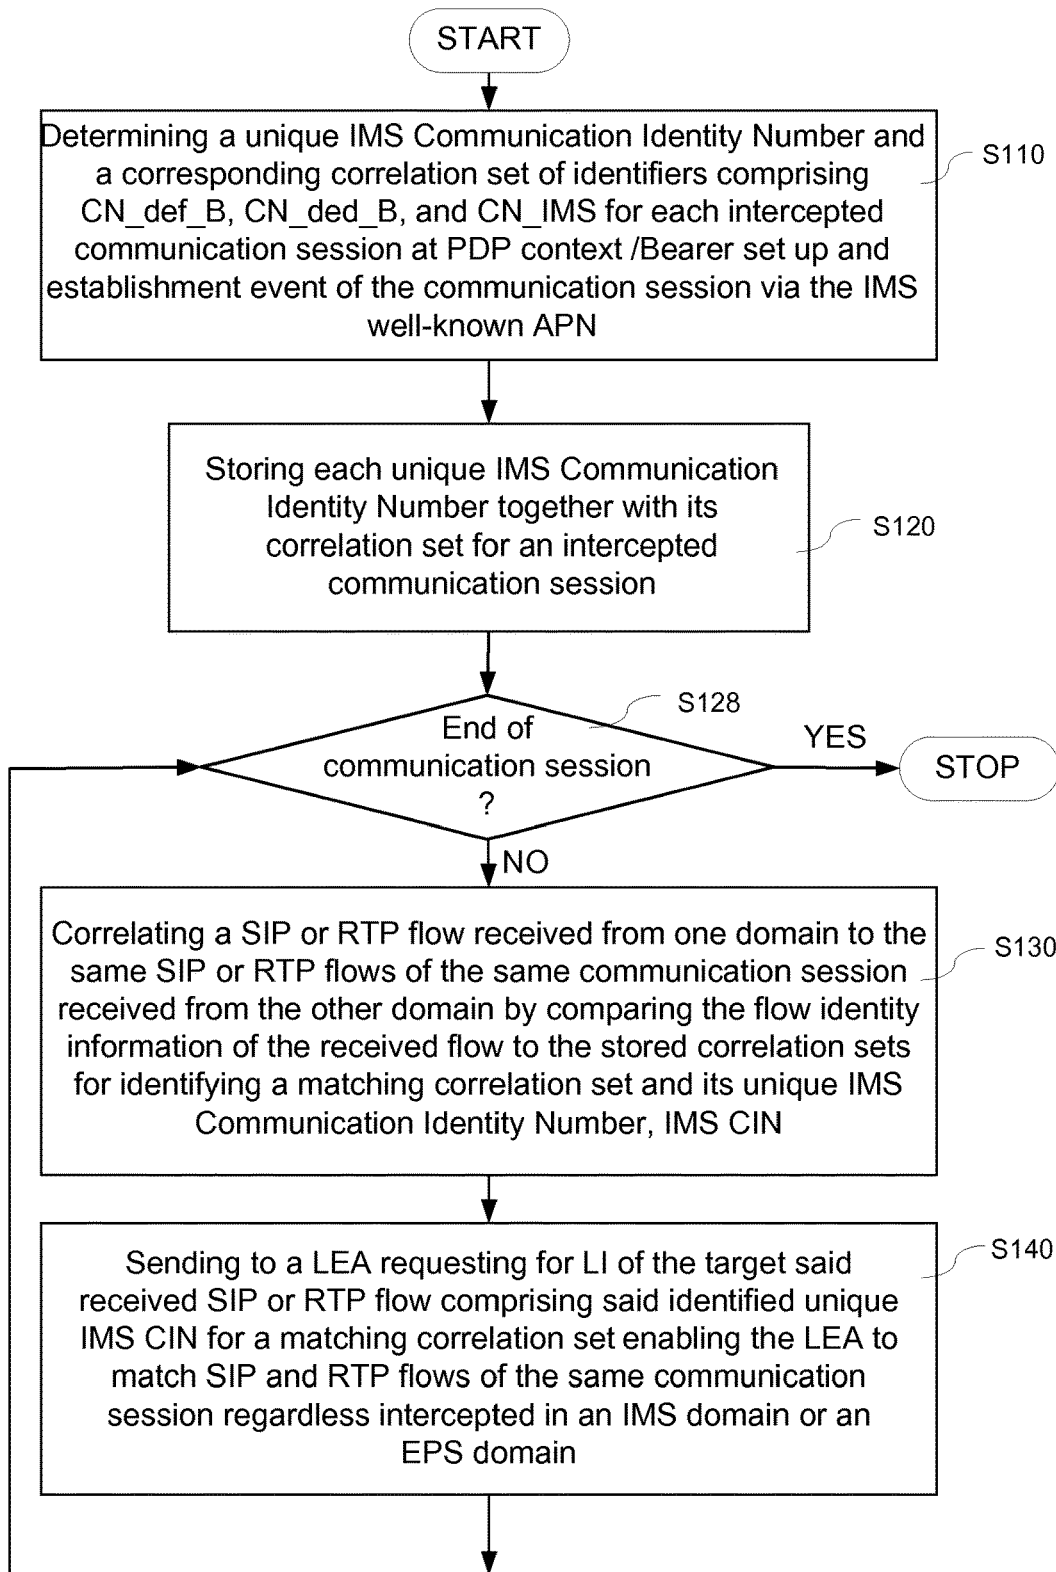 START
Determining a unique IMS Communication Identity Number and
a corresponding correlation set of identifiers comprising
CN_def_B, CN_ded_B, and CN_IMS for each intercepted
communication session at PDP context /Bearer set up and
establishment event of the communication session via the IMS
well-known APN
S110
Storing each unique IMS Communication
Identity Number together with its
correlation set for an intercepted
communication session
S120
End of
communication session
?
S128
YES
STOP
NO
Correlating a SIP or RTP flow received from one domain to the
same SIP or RTP flows of the same communication session
received from the other domain by comparing the flow identity
information of the received flow to the stored correlation sets
for identifying a matching correlation set and its unique IMS
Communication Identity Number, IMS CIN
S130
Sending to a LEA requesting for LI of the target said
received SIP or RTP flow comprising said identified unique
IMS CIN for a matching correlation set enabling the LEA to
match SIP and RTP flows of the same communication
session regardless intercepted in an IMS domain or an
EPS domain
S140